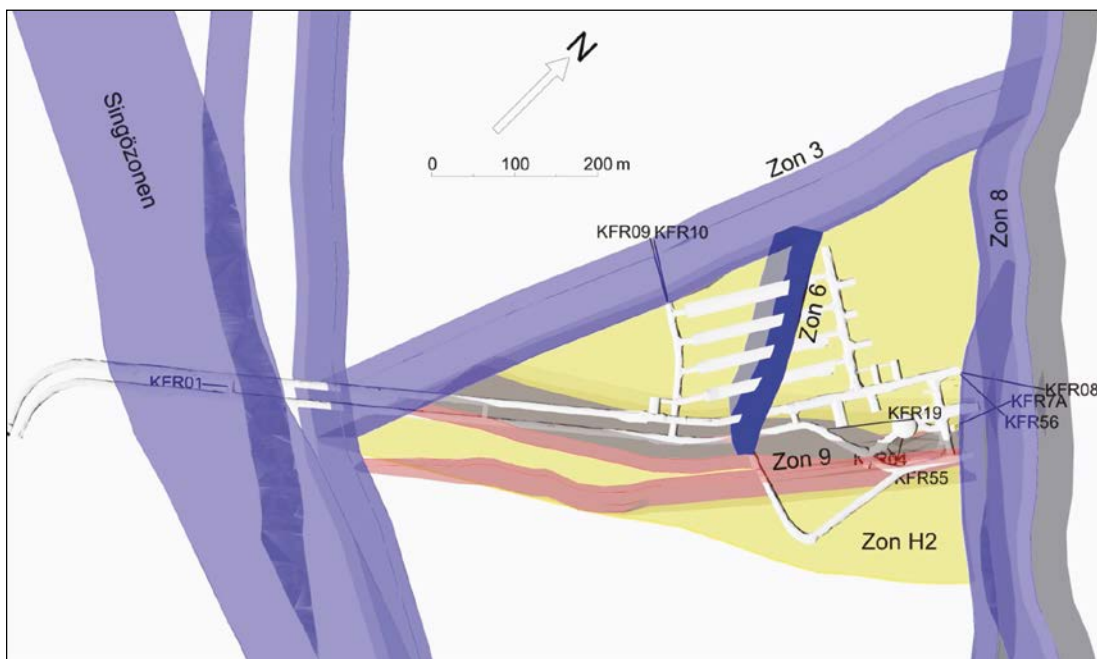 N
Singözonen
0 100 200 m
Zon 3
Zon 8
KFR09 KFR10
Zon 6
KFR01
KFR08
KFR7A
KFR19
KFR56
Zon 9
KFR55
Zon H2